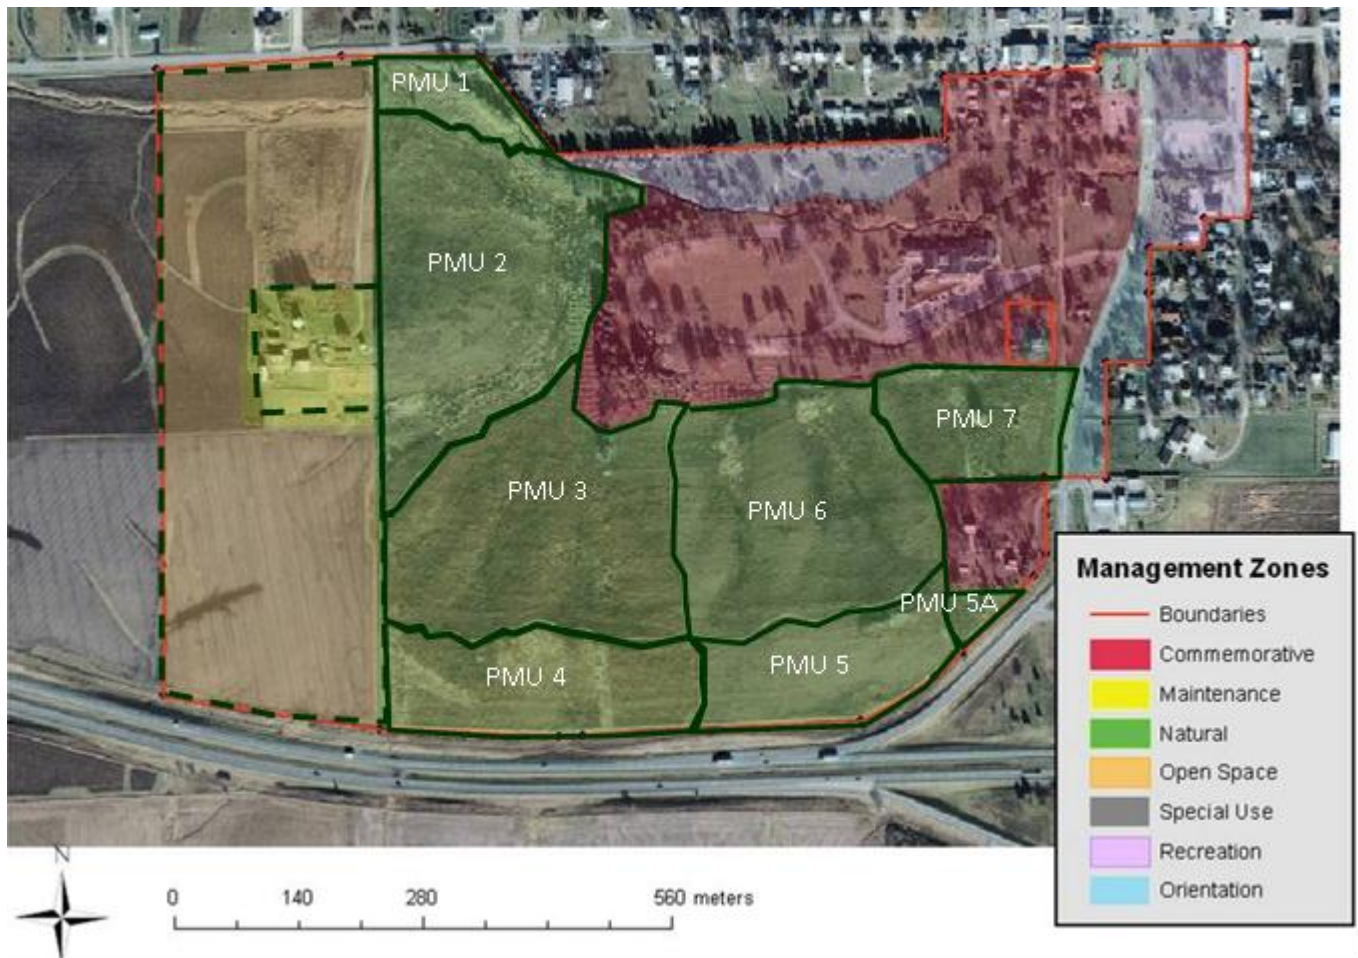 PMU 1
PMU 2
PMU 7
PMU 3
PMU 6
PMU 5A
PMU 4
PMU 5
Management Zones
Boundaries
Commemorative
Maintenance
Natural
Open Space
Special Use
Recreation
Orientation
N
0 140 280 560 meters